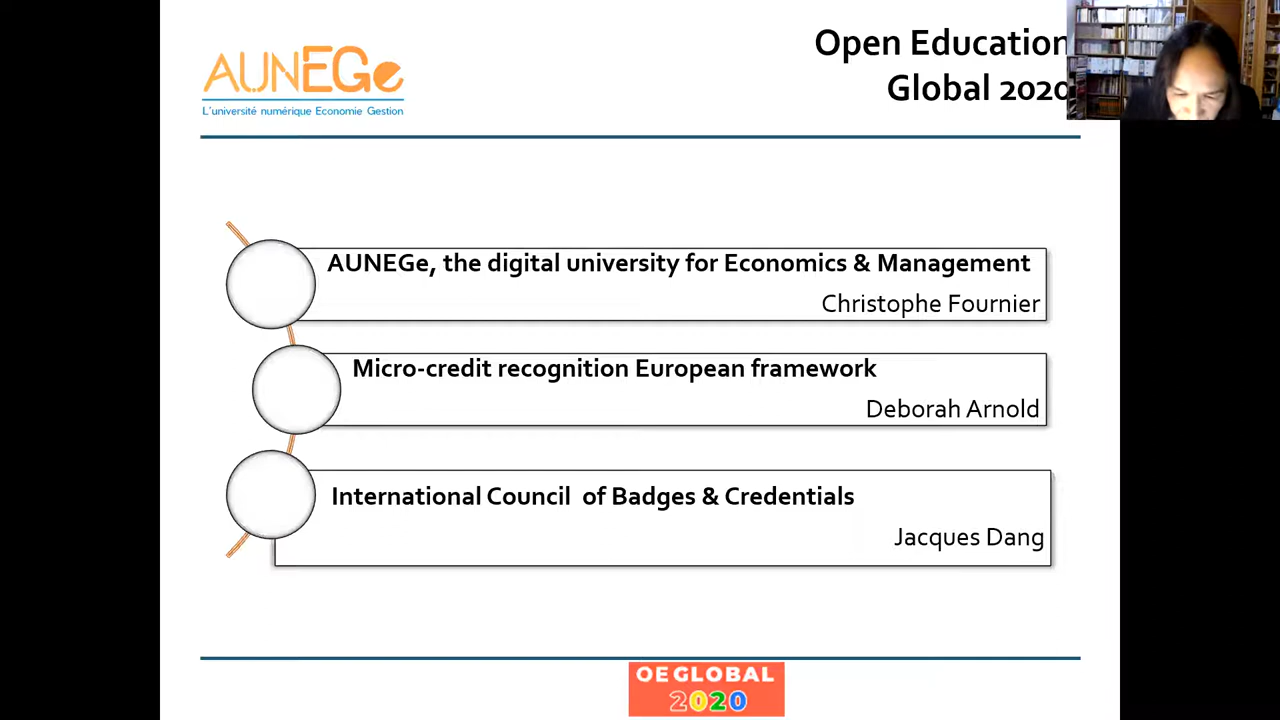 AUNEGe
L'université numérique Economie Gestion
Open Education
Global 2020
AUNEGe, the digital university for Economics & Management
Christophe Fournier
Micro-credit recognition European framework
Deborah Arnold
International Council of Badges & Credentials
Jacques Dang
OEGLOBAL
2020